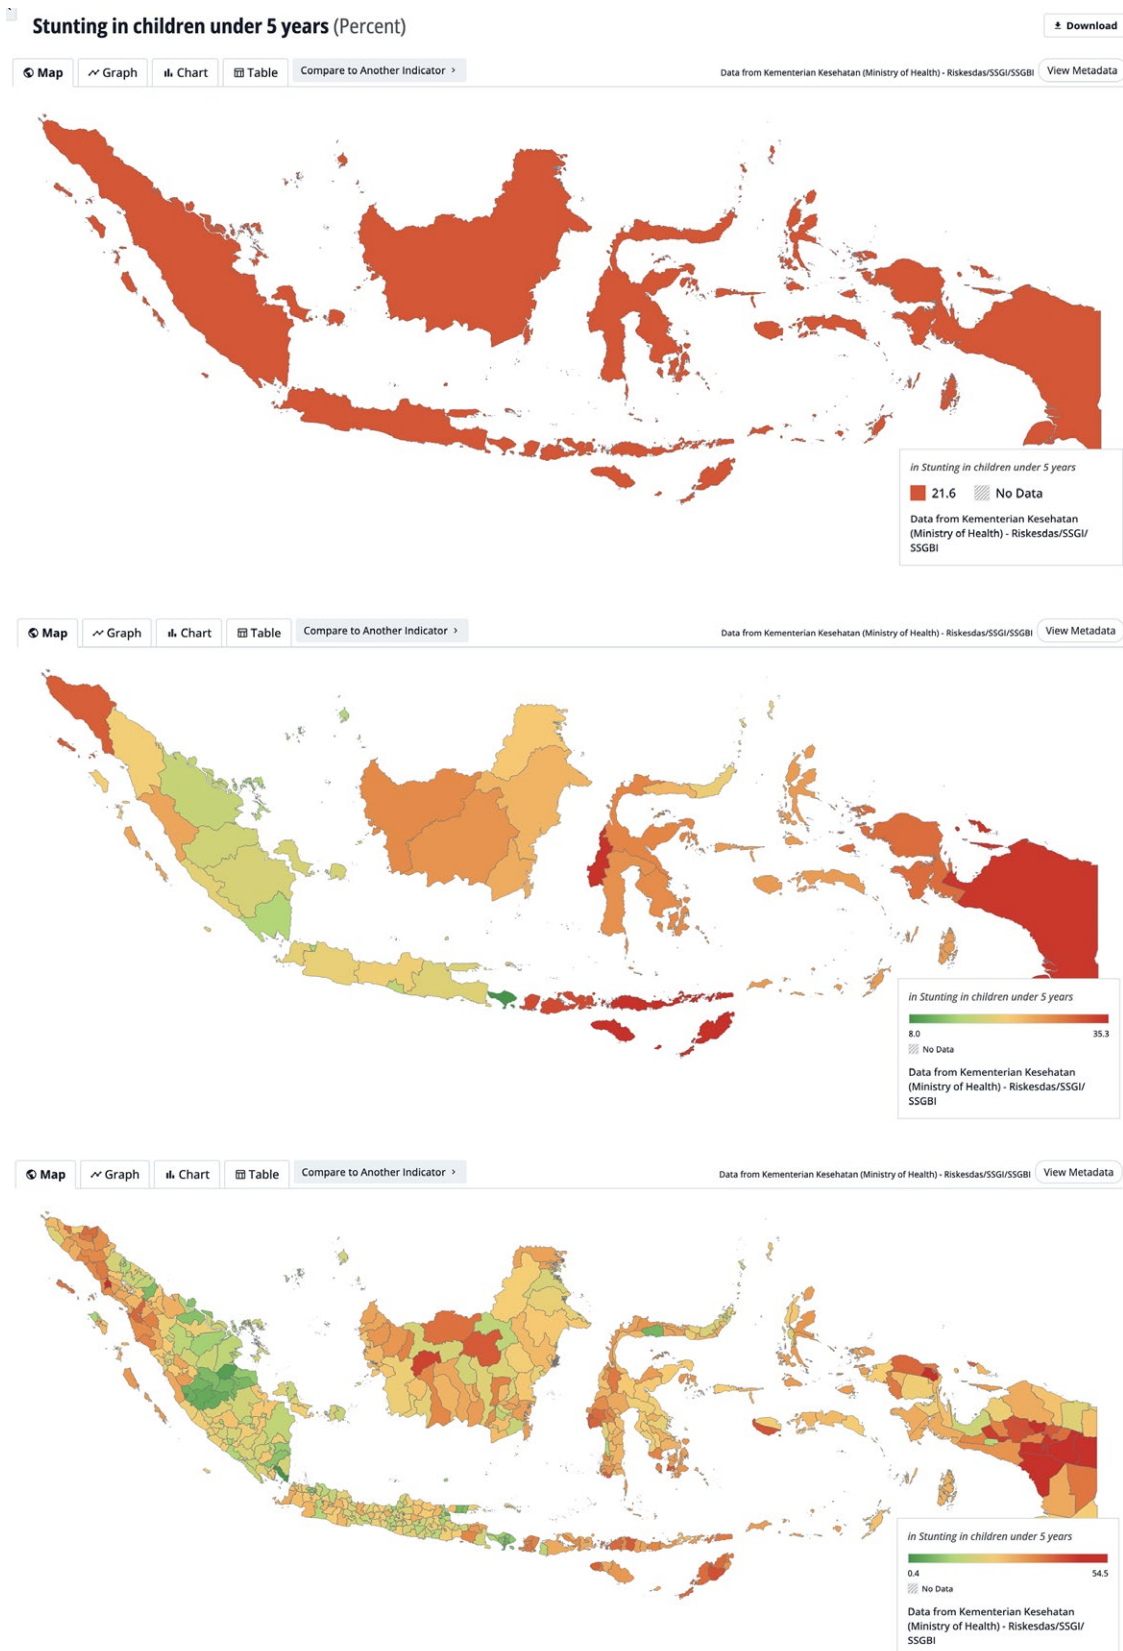 Stunting in children under 5 years (Percent)
Download
Map
Graph
Chart
Table
Compare to Another Indicator >
Data from Kementerian Kesehatan (Ministry of Health) - Riskesdas/SSGI/SSGBI
View Metadata
in Stunting in children under 5 years
21.6
No Data
Data from Kementerian Kesehatan
(Ministry of Health) - Riskesdas/SSGI/
SSGBI
Map
Graph
Chart
Table
Compare to Another Indicator >
Data from Kementerian Kesehatan (Ministry of Health) - Riskesdas/SSGI/SSGBI
View Metadata
in Stunting in children under 5 years
8.0
35.3
No Data
Data from Kementerian Kesehatan
(Ministry of Health) - Riskesdas/SSGI/
SSGBI
Map
Graph
Chart
Table
Compare to Another Indicator >
Data from Kementerian Kesehatan (Ministry of Health) - Riskesdas/SSGI/SSGBI
View Metadata
in Stunting in children under 5 years
0.4
54.5
No Data
Data from Kementerian Kesehatan
(Ministry of Health) - Riskesdas/SSGI/
SSGBI